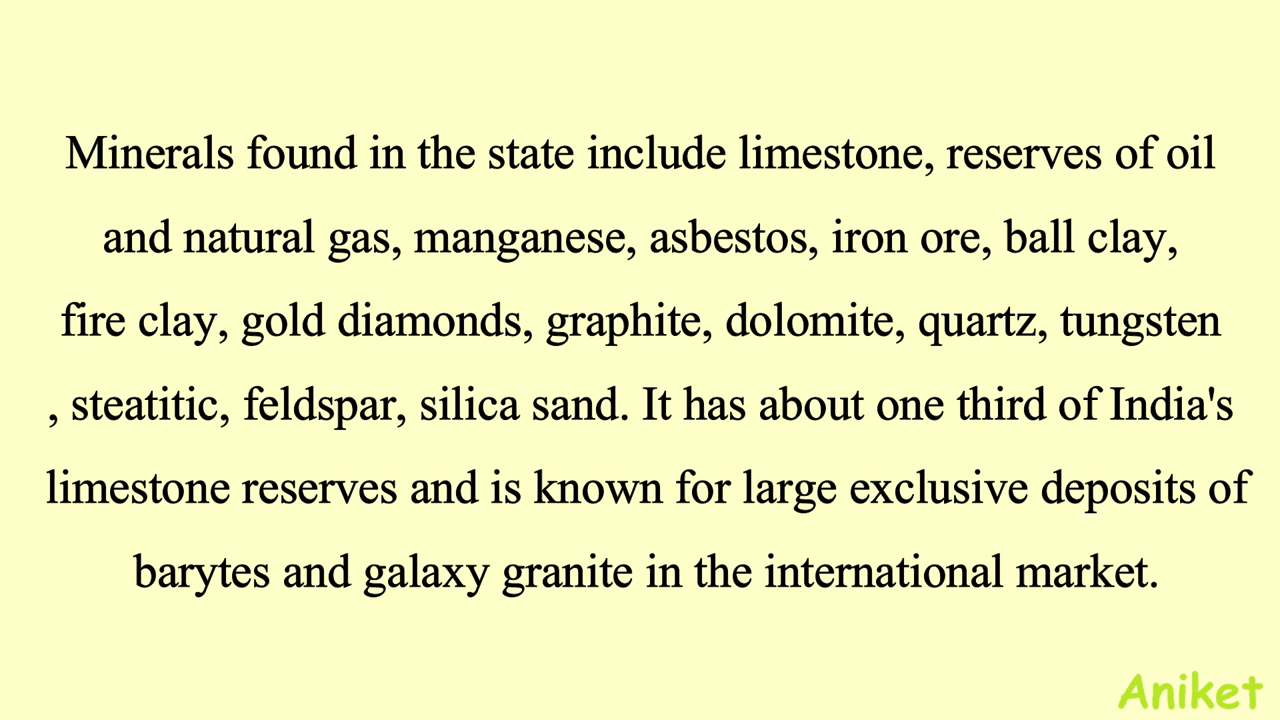 Minerals found in the state include limestone, reserves of oil
and natural gas, manganese, asbestos, iron ore, ball clay,
fire clay, gold diamonds, graphite, dolomite, quartz, tungsten
, steatitic, feldspar, silica sand. It has about one third of India's
limestone reserves and is known for large exclusive deposits of
barytes and galaxy granite in the international market.
Aniket